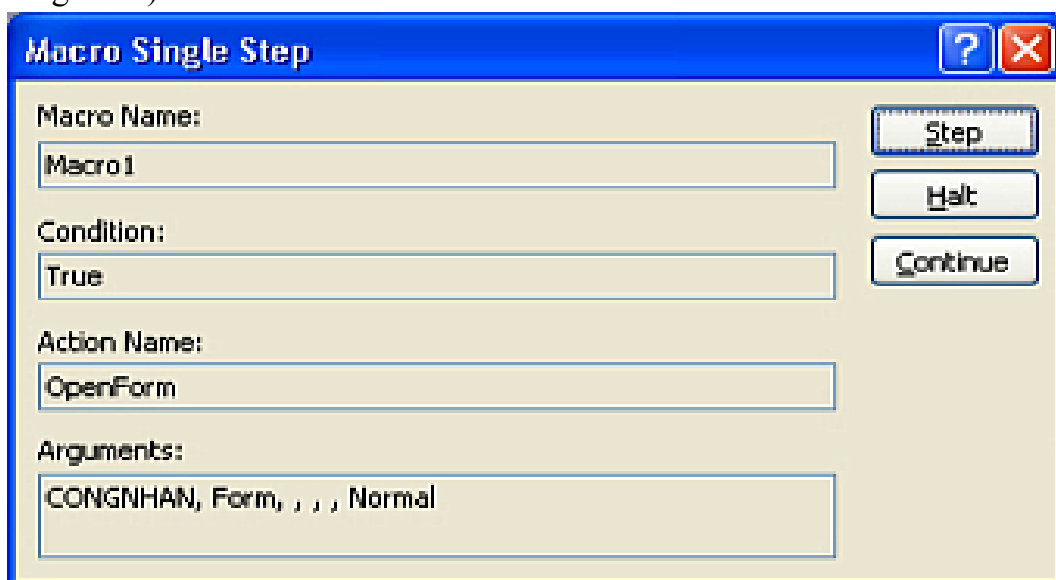 Macro Single Step
Macro Name:
Macro1
Step
Halt
Condition:
True
Continue
Action Name:
OpenForm
Arguments:
CONGNHAN, Form, , , , Normal